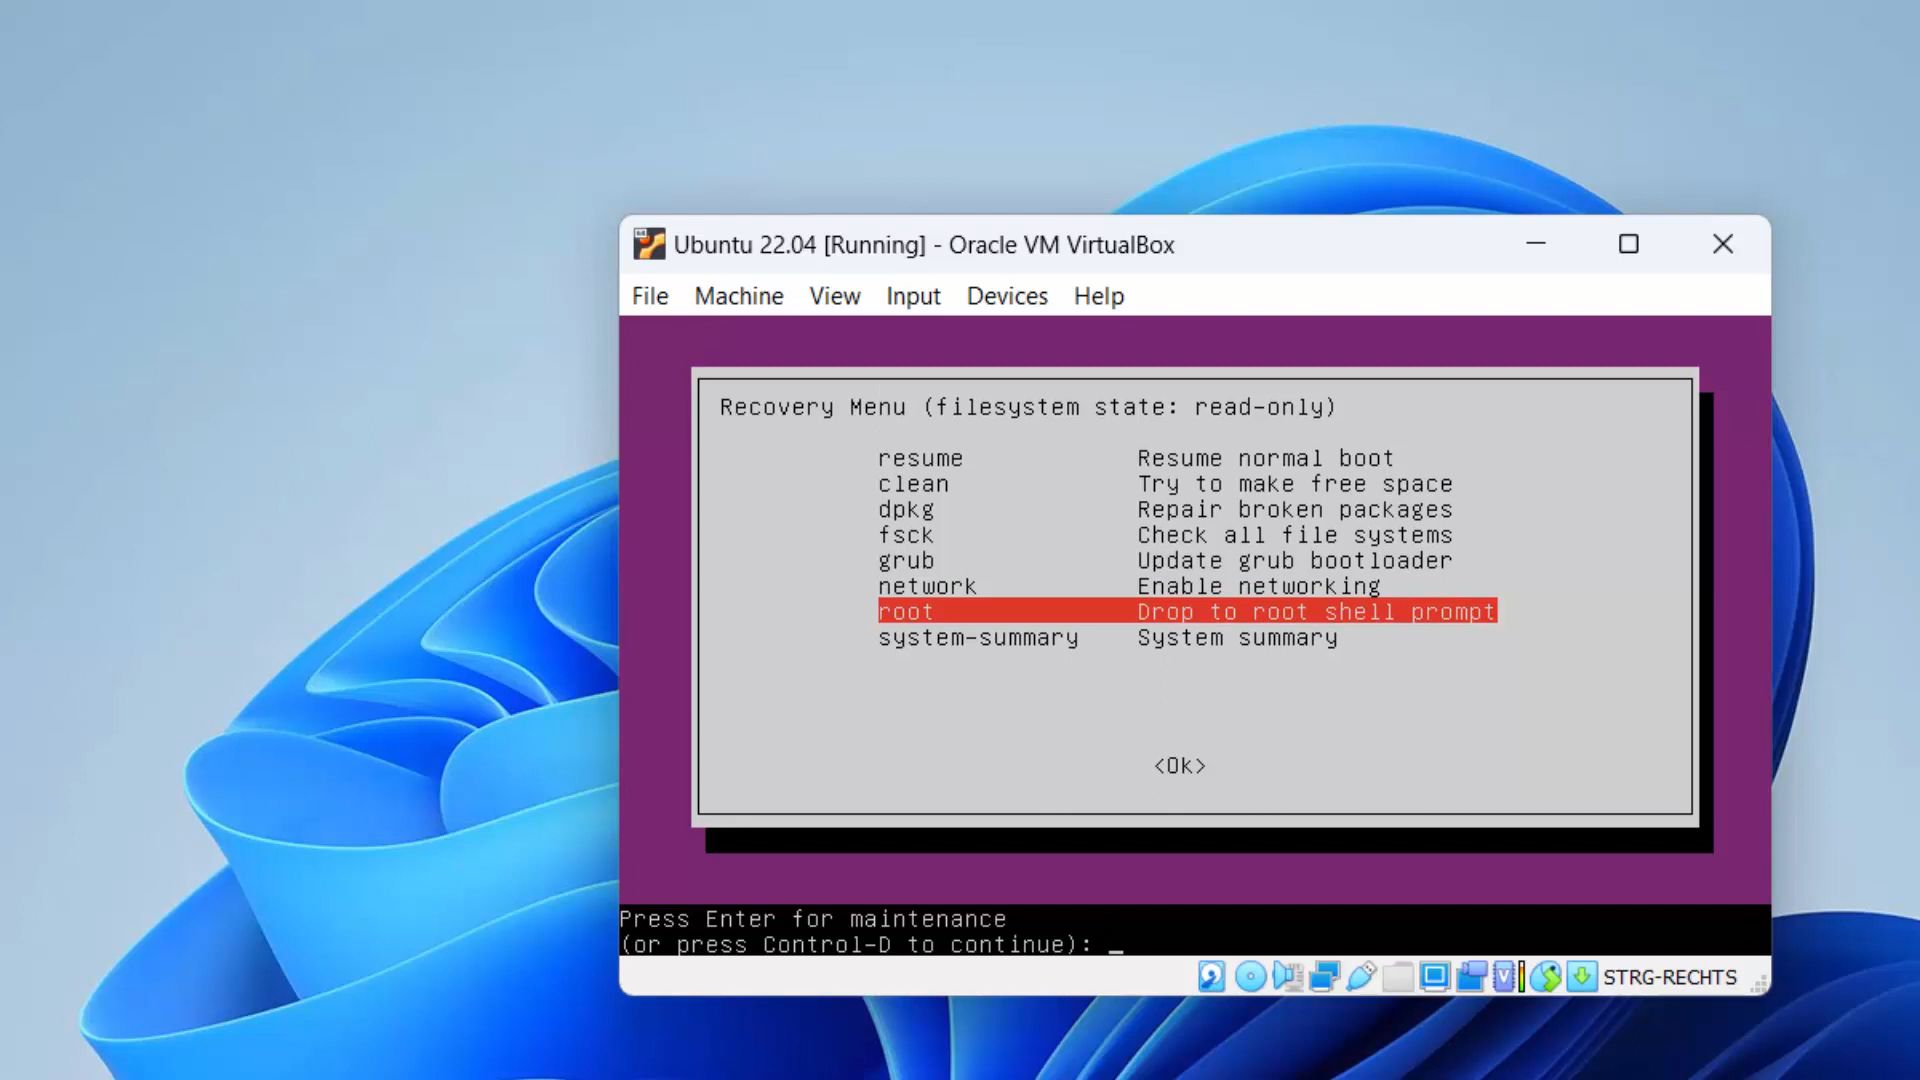 Ubuntu 22.04 [Running] - Oracle VM VirtualBox
File Machine View Input Devices Help
Recovery Menu (filesystem state: read-only)
resume Resume normal boot
clean Try to make free space
dpkg Repair broken packages
fsck Check all file systems
grub Update grub bootloader
network Enable networking
root Drop to root shell prompt
system-summary System summary
<Ok>
Press Enter for maintenance
(or press Control-D to continue): _
STRG-RECHTS